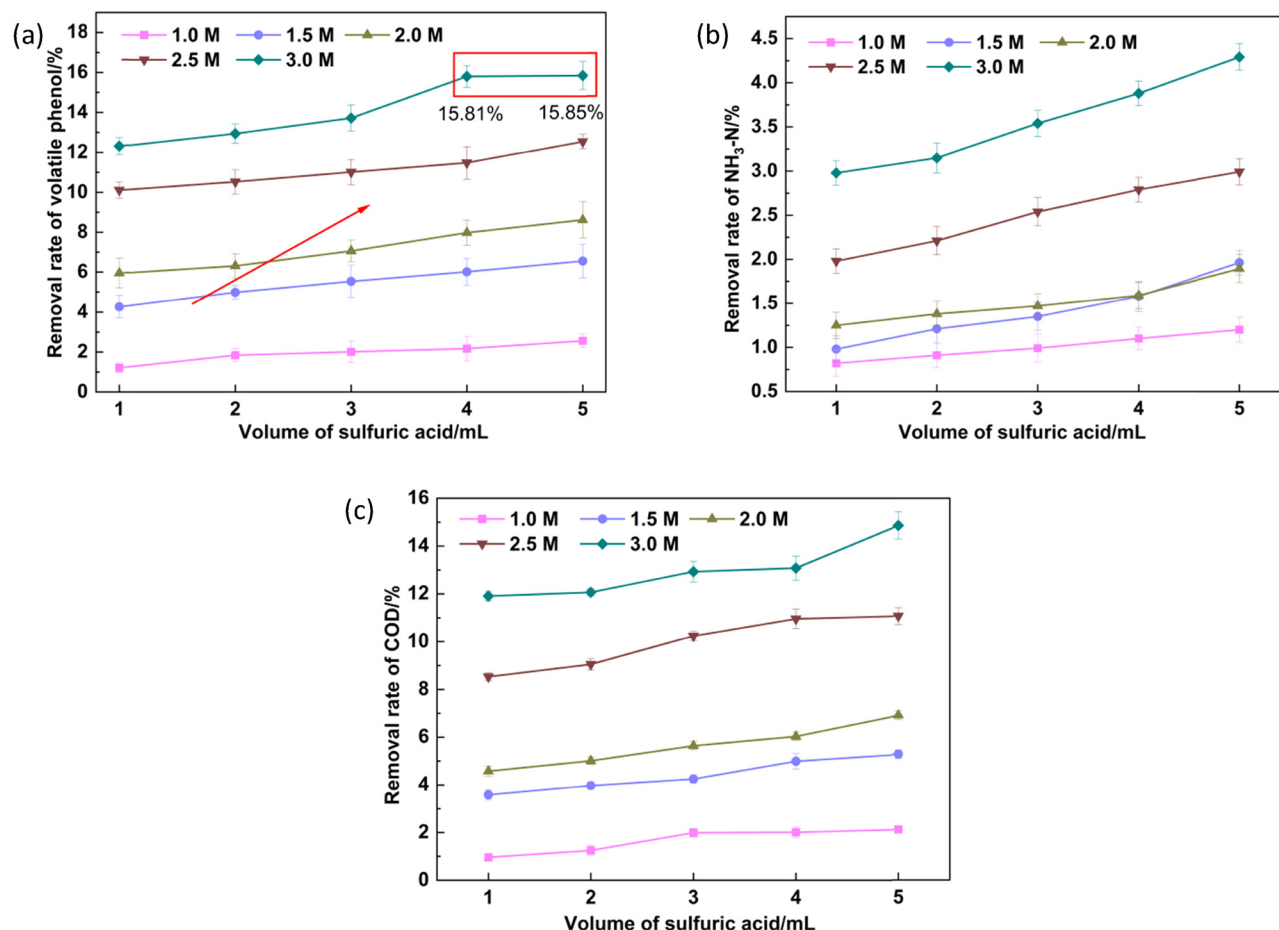 (a)
1.0 M 1.5 M 2.0 M
2.5 M 3.0 M
15.81% 15.85%
18
16
14
12
10
8
6
4
2
0
Removal rate of volatile phenol/%
1 2 3 4 5
Volume of sulfuric acid/mL
(b)
1.0 M 1.5 M 2.0 M
2.5 M 3.0 M
4.5
4.0
3.5
3.0
2.5
2.0
1.5
1.0
0.5
Removal rate of NH₃-N/%
1 2 3 4 5
Volume of sulfuric acid/mL
(c)
1.0 M 1.5 M 2.0 M
2.5 M 3.0 M
16
14
12
10
8
6
4
2
0
Removal rate of COD/%
1 2 3 4 5
Volume of sulfuric acid/mL